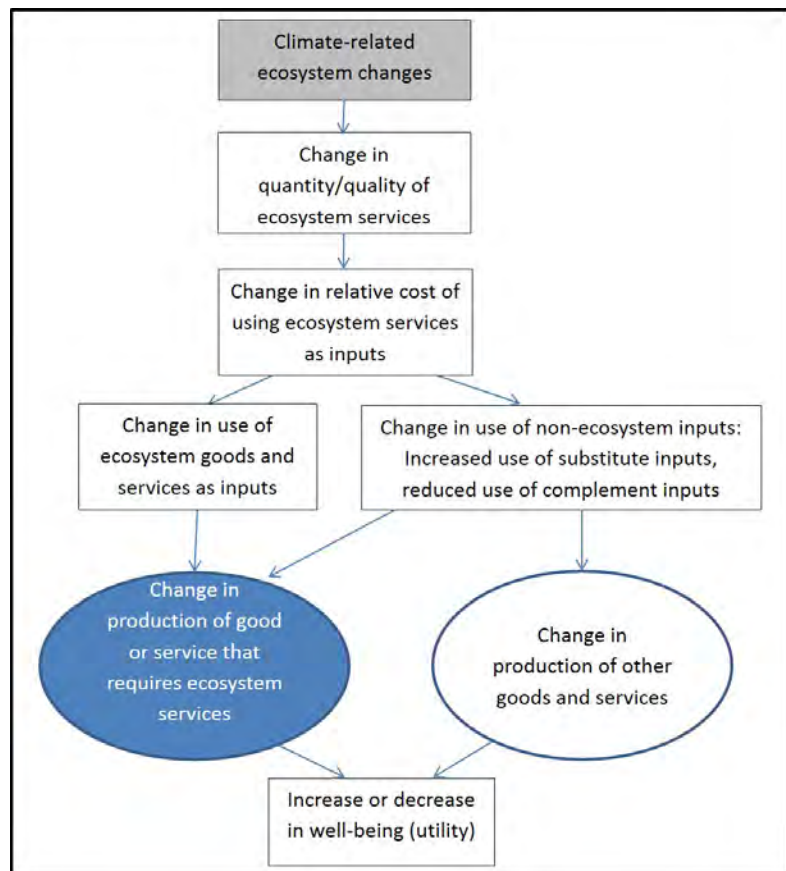 Climate-related
ecosystem changes
Change in
quantity/quality of
ecosystem services
Change in relative cost of
using ecosystem services
as inputs
Change in use of
ecosystem goods and
services as inputs
Change in use of non-ecosystem inputs:
Increased use of substitute inputs,
reduced use of complement inputs
Change in
production of good
or service that
requires ecosystem
services
Change in
production of other
goods and services
Increase or decrease
in well-being (utility)